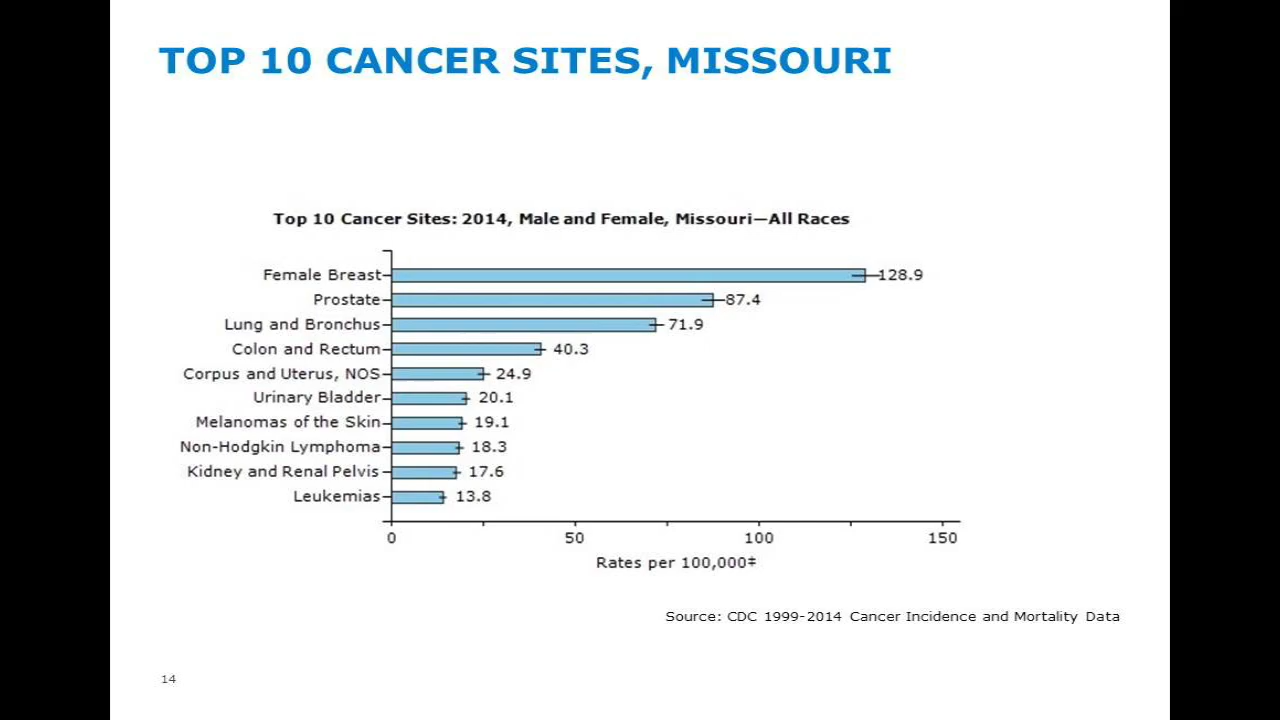 TOP 10 CANCER SITES, MISSOURI
Top 10 Cancer Sites: 2014, Male and Female, Missouri—All Races
Female Breast 128.9
Prostate 87.4
Lung and Bronchus 71.9
Colon and Rectum 40.3
Corpus and Uterus, NOS 24.9
Urinary Bladder 20.1
Melanomas of the Skin 19.1
Non-Hodgkin Lymphoma 18.3
Kidney and Renal Pelvis 17.6
Leukemias 13.8
0 50 100 150
Rates per 100,000‡
Source: CDC 1999-2014 Cancer Incidence and Mortality Data
14